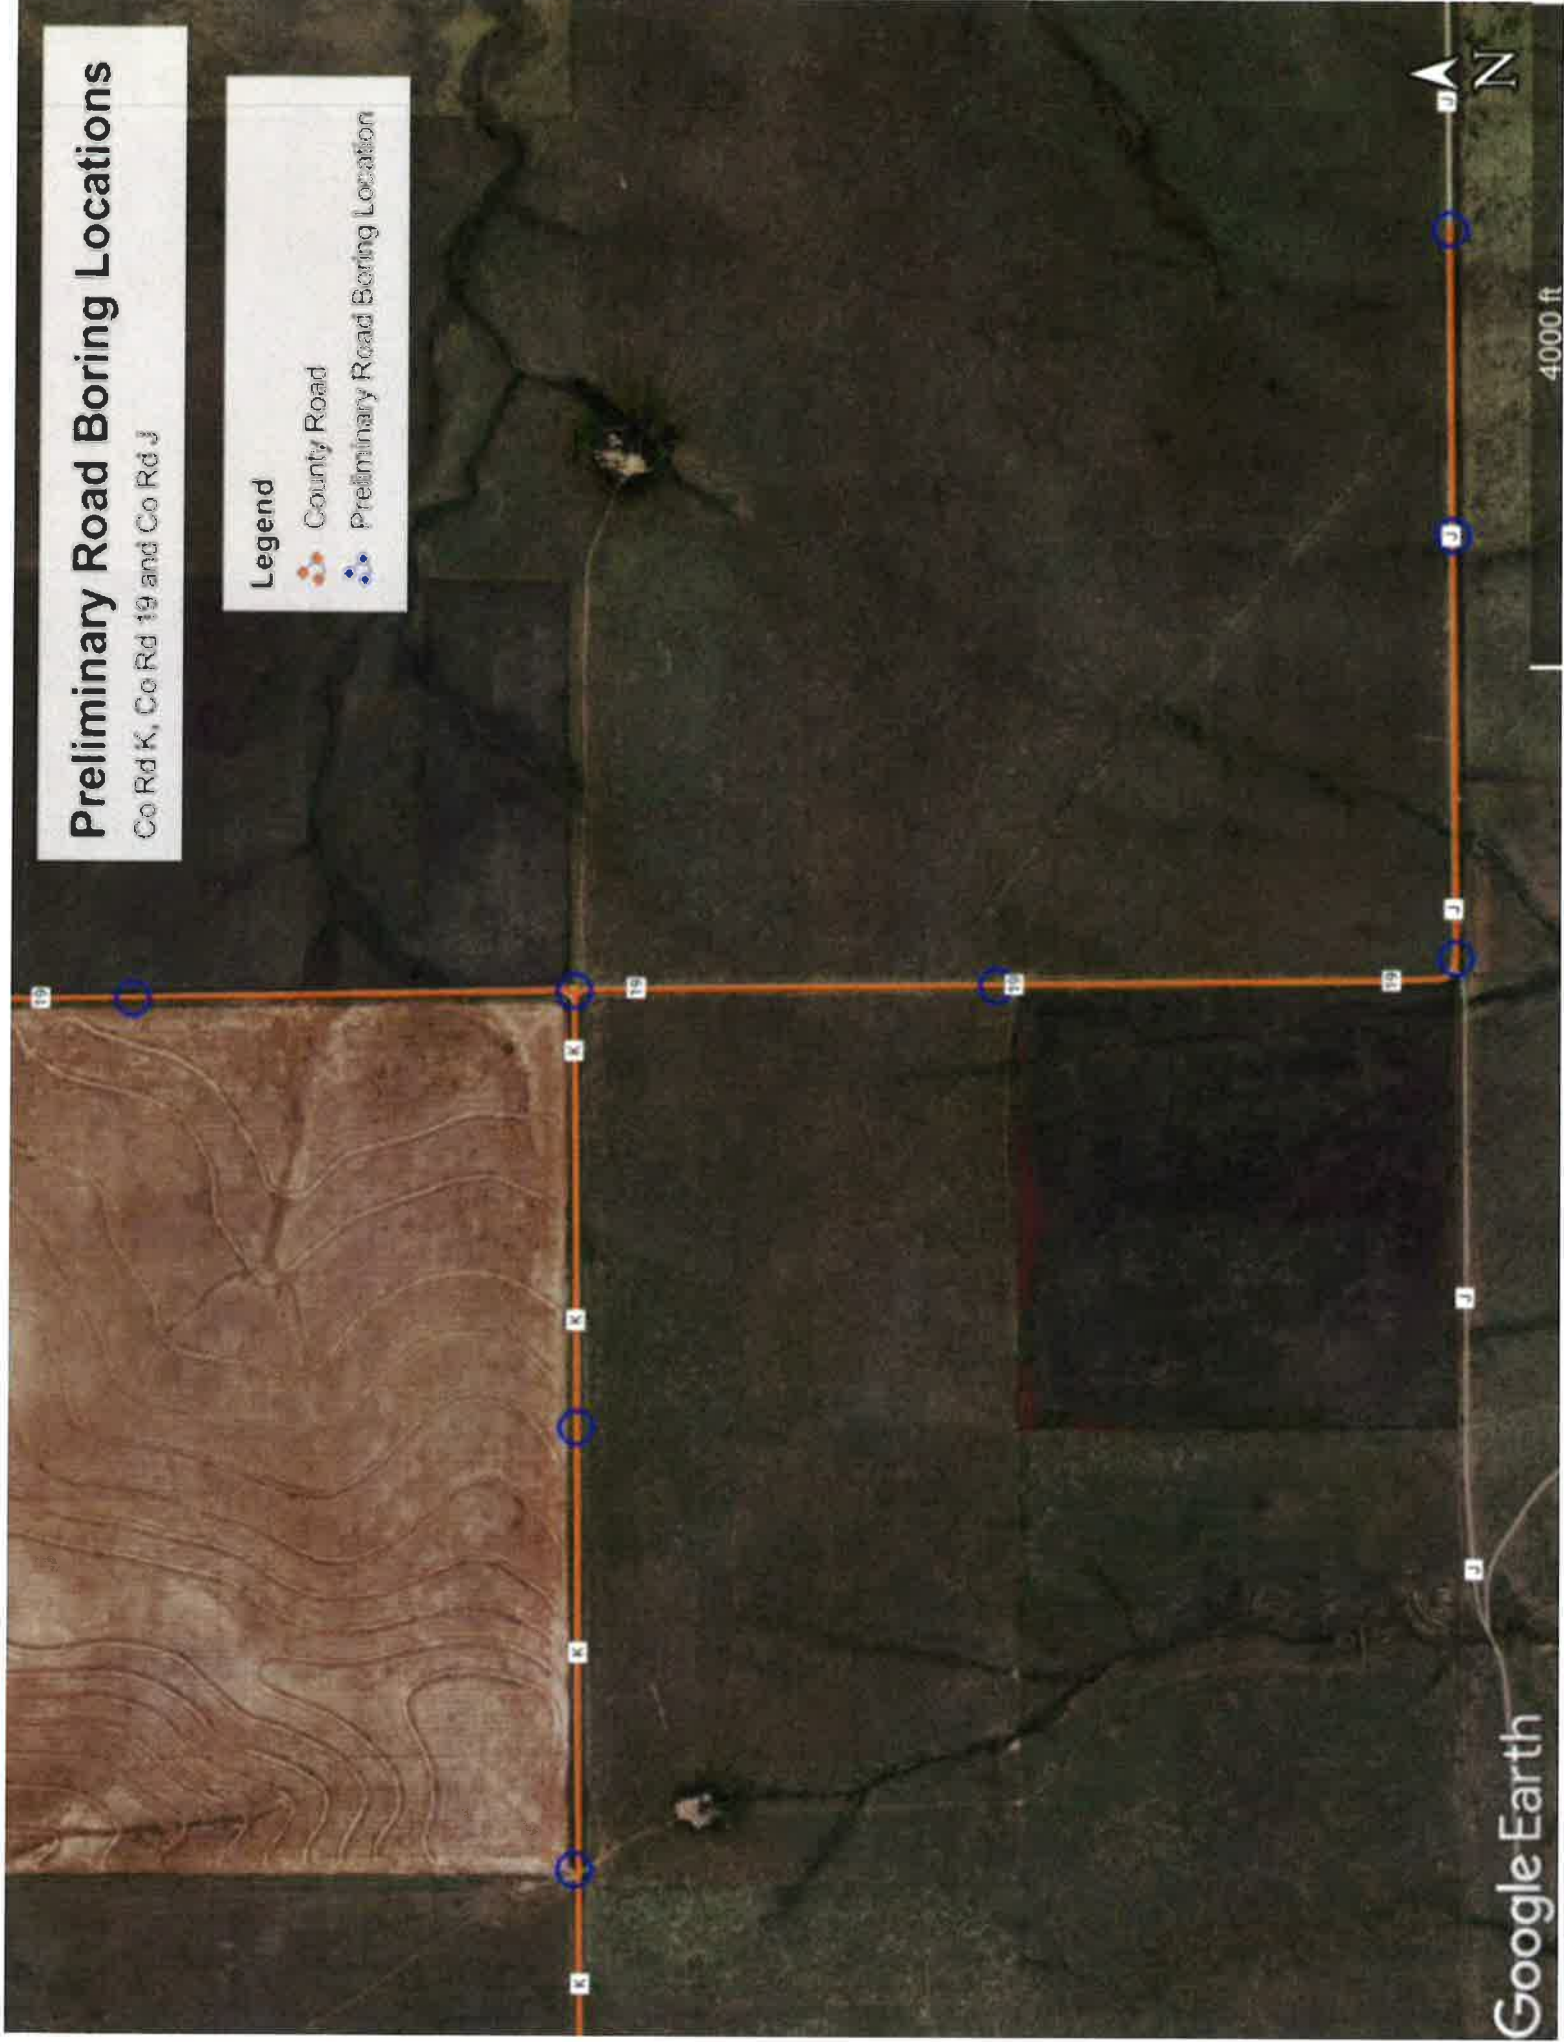 Preliminary Road Boring Locations
Co Rd K, Co Rd 19 and Co Rd J
Legend
County Road
Preliminary Road Boring Location
19
K
K
K
K
19
19
19
J
J
J
J
J
N
Google Earth
4000 ft